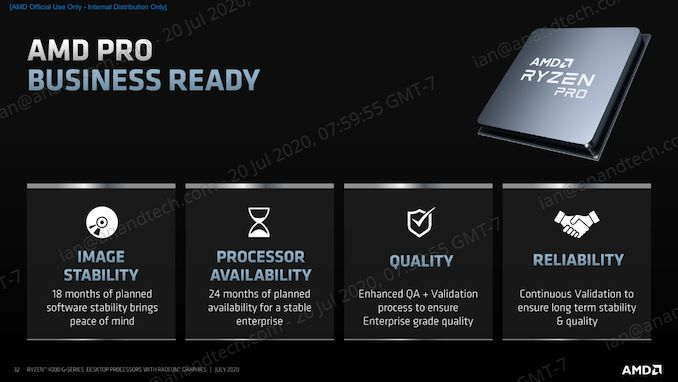 [AMD Official Use Only - Internal Distribution Only]
AMD PRO
BUSINESS READY
AMD
RYZEN
PRO
IMAGE
STABILITY
18 months of planned
software stability brings
peace of mind
PROCESSOR
AVAILABILITY
24 months of planned
availability for a stable
enterprise
QUALITY
Enhanced QA + Validation
process to ensure
Enterprise grade quality
RELIABILITY
Continuous Validation to
ensure long term stability
& quality
ian@anandtech.com - 20 Jul 2020, 07:59:55 GMT-7
32 RYZEN™ 4000 G-SERIES DESKTOP PROCESSORS WITH RADEON™ GRAPHICS | JULY 2020
AMD